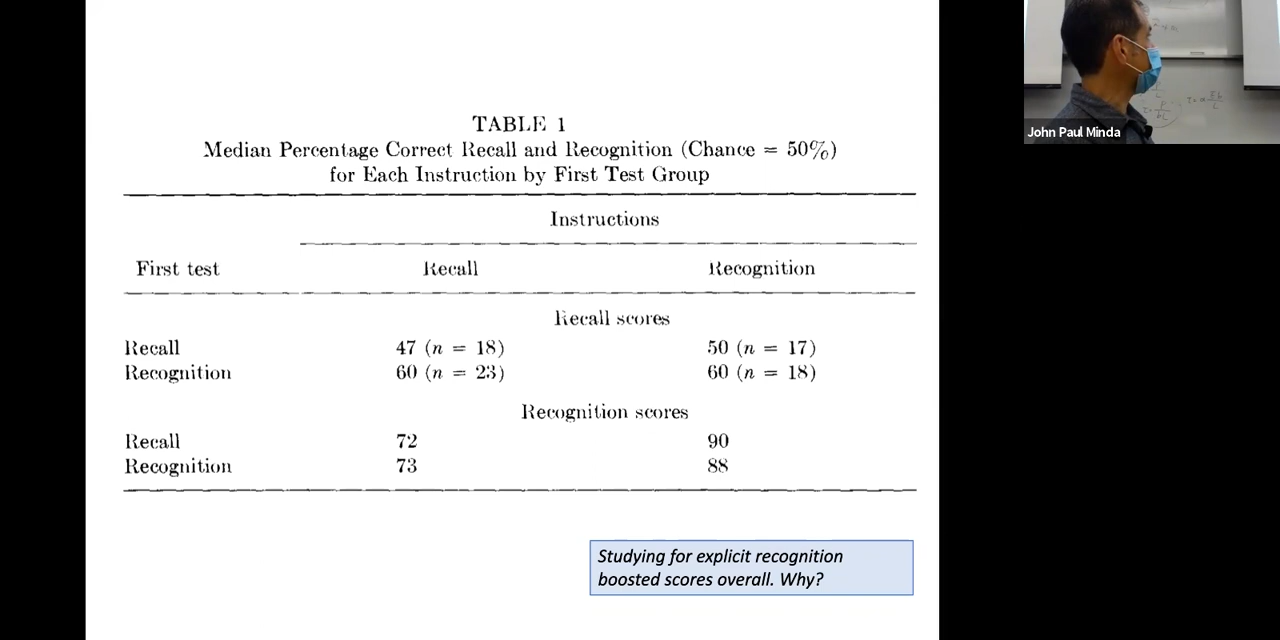 TABLE 1
Median Percentage Correct Recall and Recognition (Chance = 50%)
for Each Instruction by First Test Group
Instructions
First test Recall Recognition
Recall scores
Recall 47 (n = 18) 50 (n = 17)
Recognition 60 (n = 23) 60 (n = 18)
Recognition scores
Recall 72 90
Recognition 73 88
Studying for explicit recognition
boosted scores overall. Why?
John Paul Minda